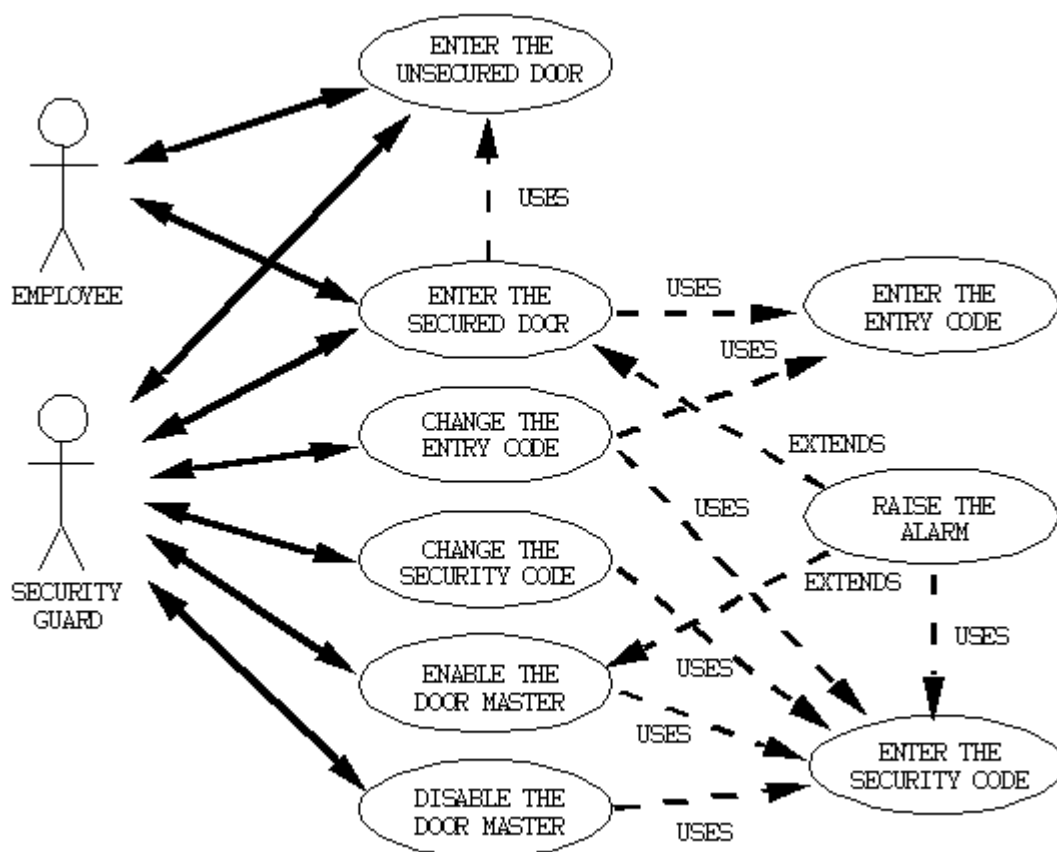 ENTER THE
UNSECURED DOOR
USES
EMPLOYEE
ENTER THE
SECURED DOOR
USES
ENTER THE
ENTRY CODE
USES
CHANGE THE
ENTRY CODE
EXTENDS
USES
RAISE THE
ALARM
CHANGE THE
SECURITY CODE
EXTENDS
SECURITY
GUARD
USES
ENABLE THE
DOOR MASTER
USES
USES
ENTER THE
SECURITY CODE
DISABLE THE
DOOR MASTER
USES